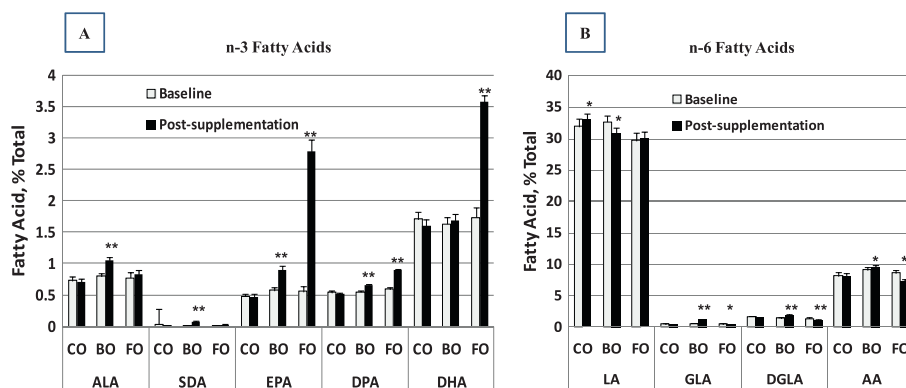 A
n-3 Fatty Acids
Fatty Acid, % Total
4
3.5
3
2.5
2
1.5
1
0.5
0
Baseline
Post-supplementation
**
**
**
**
**
**
CO BO FO CO BO FO CO BO FO CO BO FO CO BO FO
ALA SDA EPA DPA DHA
B
n-6 Fatty Acids
Fatty Acid, % Total
40
35
30
25
20
15
10
5
0
Baseline
Post-supplementation
*
*
**
*
**
**
*
*
CO BO FO CO BO FO CO BO FO CO BO FO
LA GLA DGLA AA